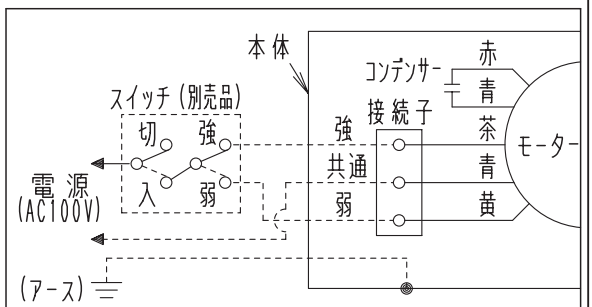 本体
赤
コンデンサー
青
スイッチ(別売品)
接続子
切
強
強
茶
モーター
共通
青
入
弱
弱
黄
電源
(AC100V)
(アース)